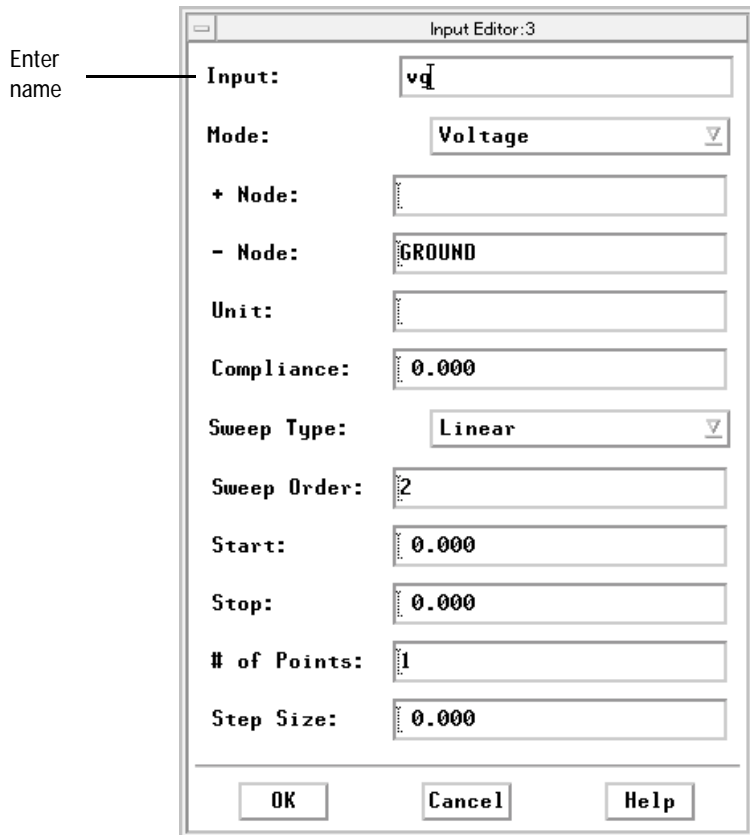 Input Editor:3
Enter
name
Input: vg
Mode: Voltage
+ Node:
- Node: GROUND
Unit:
Compliance: 0.000
Sweep Type: Linear
Sweep Order: 2
Start: 0.000
Stop: 0.000
# of Points: 1
Step Size: 0.000
OK Cancel Help